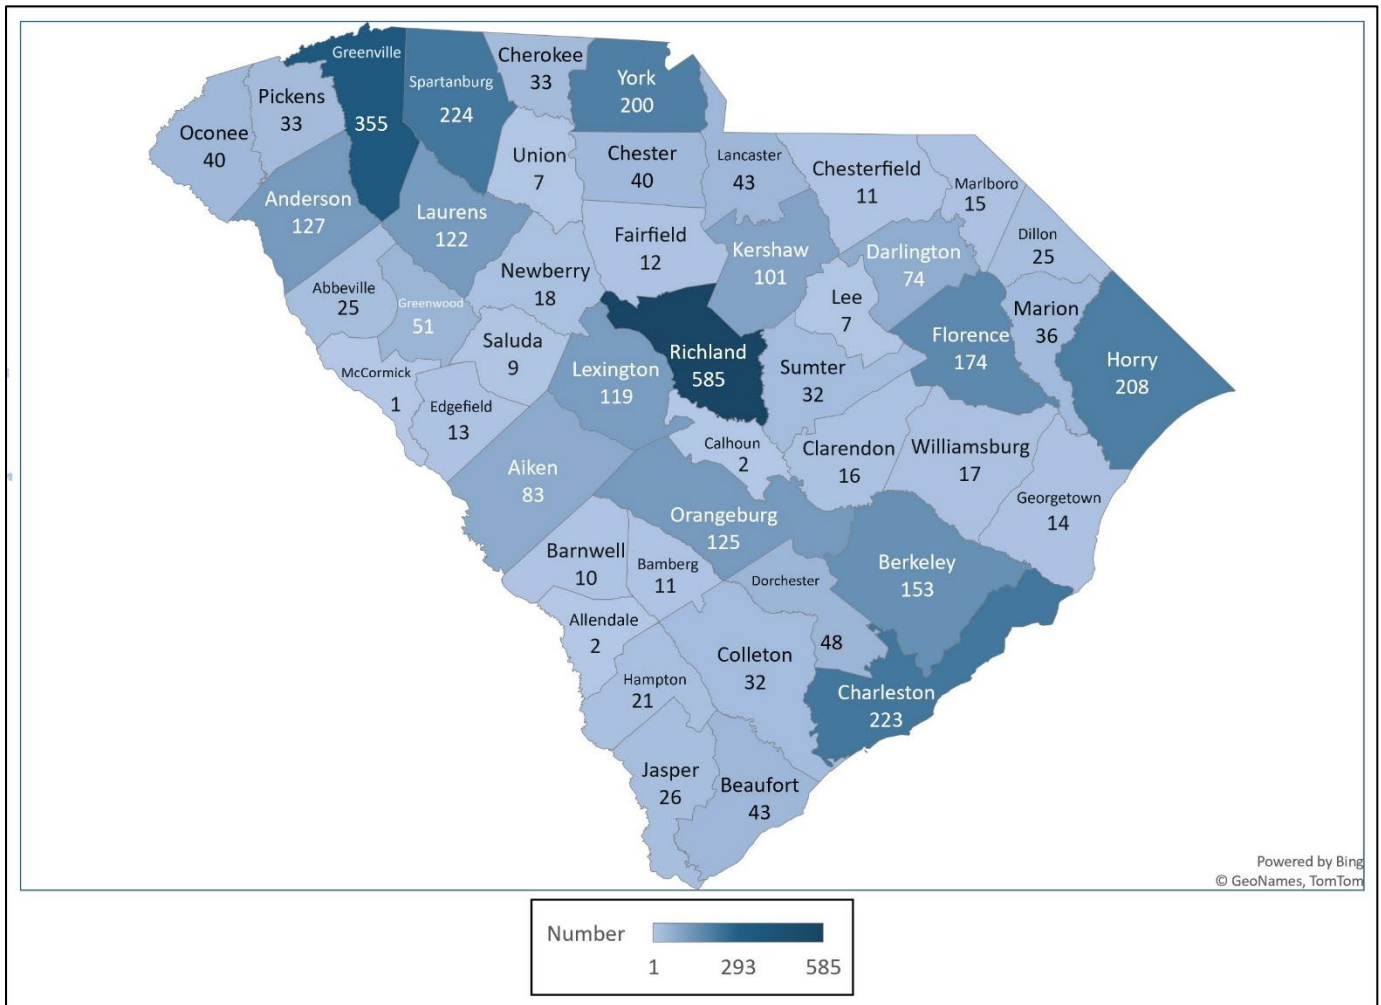 Greenville
355
Spartanburg
224
Cherokee
33
York
200
Pickens
33
Oconee
40
Union
7
Chester
40
Lancaster
43
Chesterfield
11
Marlboro
15
Dillon
25
Anderson
127
Laurens
122
Fairfield
12
Kershaw
101
Darlington
74
Newberry
18
Abbeville
25
Greenwood
51
Lee
7
Marion
36
Saluda
9
Richland
585
Florence
174
Horry
208
McCormick
1
Edgefield
13
Lexington
119
Sumter
32
Calhoun
2
Clarendon
16
Williamsburg
17
Georgetown
14
Aiken
83
Orangeburg
125
Barnwell
10
Bamberg
11
Dorchester
48
Berkeley
153
Allendale
2
Colleton
32
Hampton
21
Charleston
223
Jasper
26
Beaufort
43
Powered by Bing
© GeoNames, TomTom
Number
1 293 585